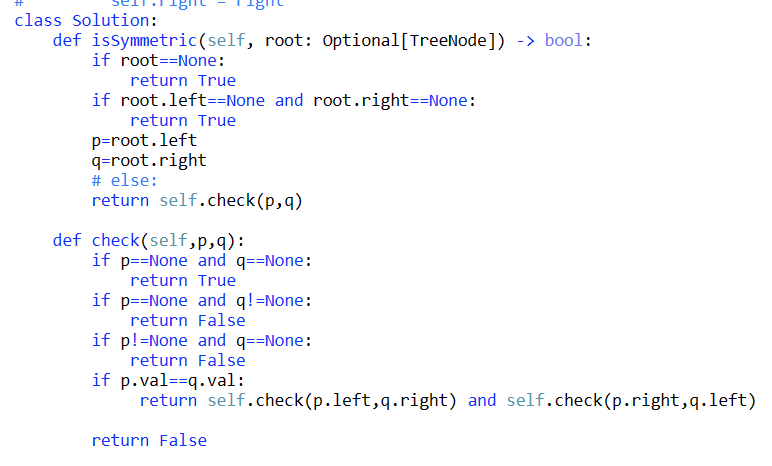 #         self.right = right
class Solution:
    def isSymmetric(self, root: Optional[TreeNode]) -> bool:
        if root==None:
            return True
        if root.left==None and root.right==None:
            return True
        p=root.left
        q=root.right
        # else:
        return self.check(p,q)

    def check(self,p,q):
        if p==None and q==None:
            return True
        if p==None and q!=None:
            return False
        if p!=None and q==None:
            return False
        if p.val==q.val:
             return self.check(p.left,q.right) and self.check(p.right,q.left)

        return False